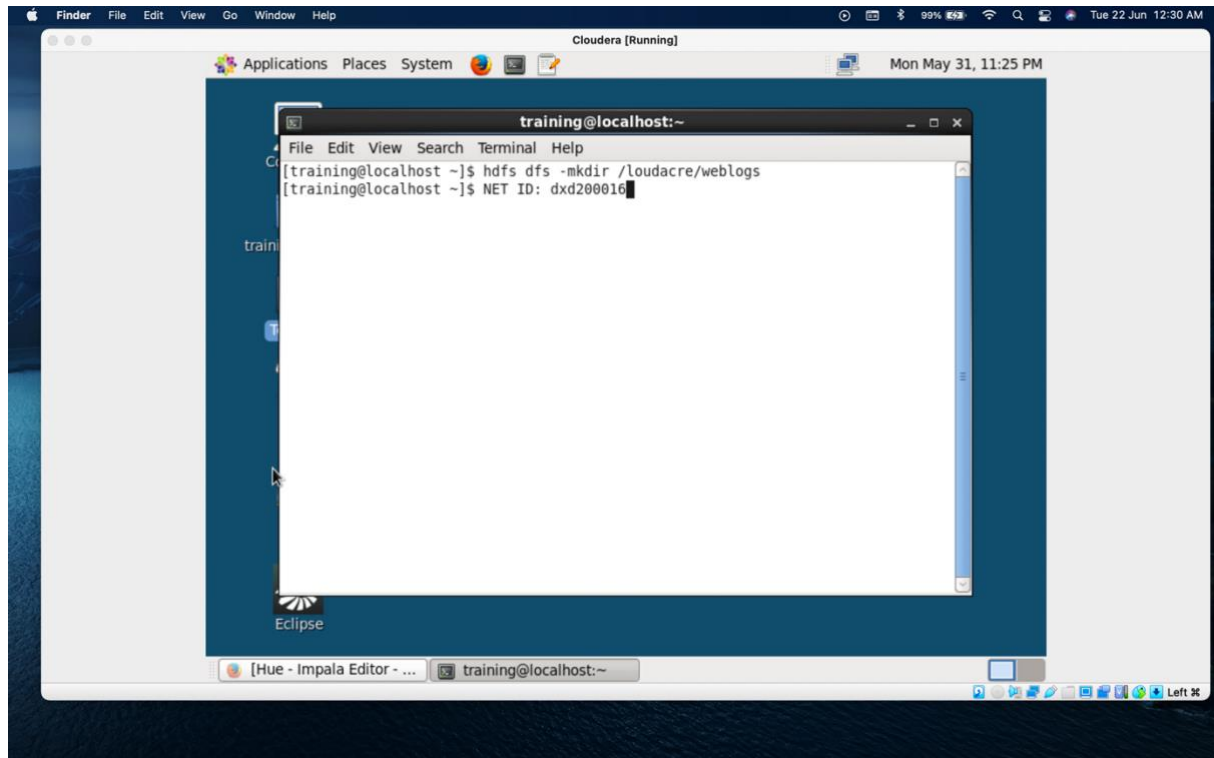 Finder File Edit View Go Window Help 99% Tue 22 Jun 12:30 AM
Cloudera [Running]
Applications Places System Mon May 31, 11:25 PM
training@localhost:~
File Edit View Search Terminal Help
[training@localhost ~]$ hdfs dfs -mkdir /loudacre/weblogs
[training@localhost ~]$ NET ID: dxd200016
Eclipse
[Hue - Impala Editor - ... training@localhost:~
Left ⌘